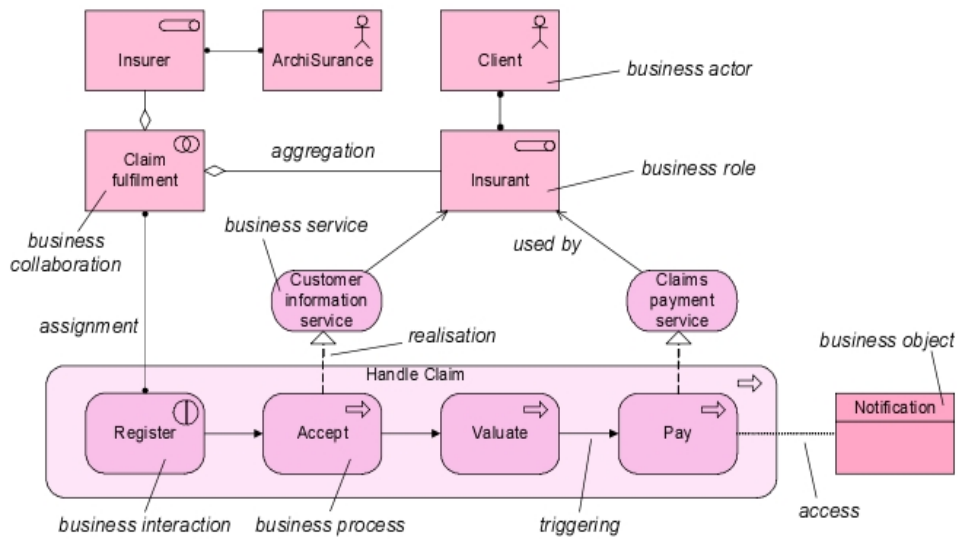 Insurer
ArchiSurance
Client
business actor
Claim
fulfilment
aggregation
Insurant
business role
business service
business
collaboration
used by
Customer
information
service
Claims
payment
service
assignment
realisation
business object
Handle Claim
Register
Accept
Valuate
Pay
Notification
business interaction
business process
triggering
access